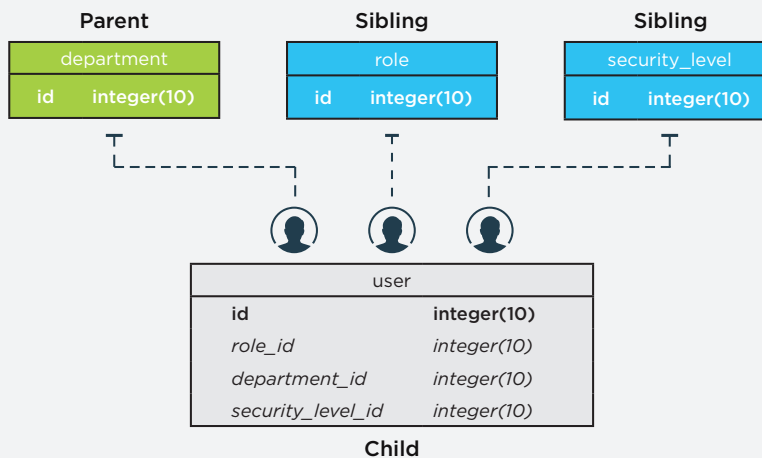 Parent Sibling Sibling
department role security_level
id integer(10) id integer(10) id integer(10)
user
id integer(10)
role_id integer(10)
department_id integer(10)
security_level_id integer(10)
Child